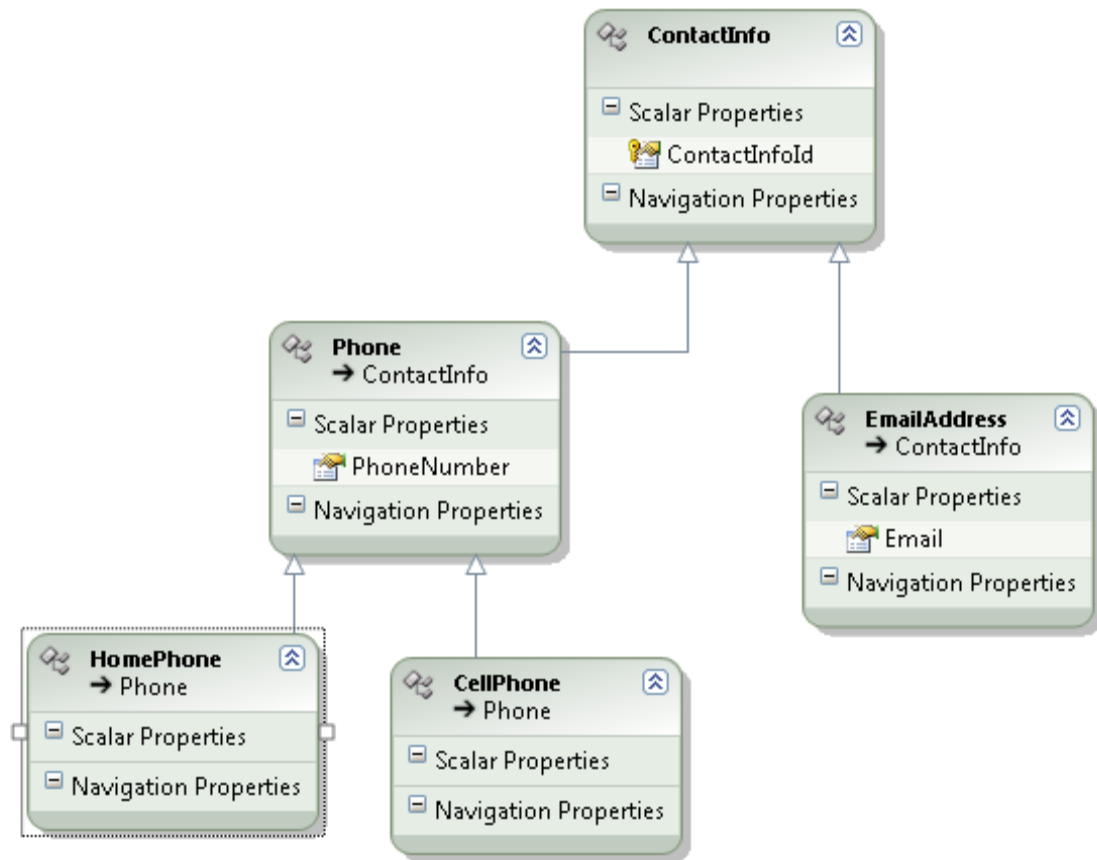 ContactInfo
Scalar Properties
ContactInfoId
Navigation Properties
Phone
➔ ContactInfo
Scalar Properties
PhoneNumber
Navigation Properties
EmailAddress
➔ ContactInfo
Scalar Properties
Email
Navigation Properties
HomePhone
➔ Phone
Scalar Properties
Navigation Properties
CellPhone
➔ Phone
Scalar Properties
Navigation Properties